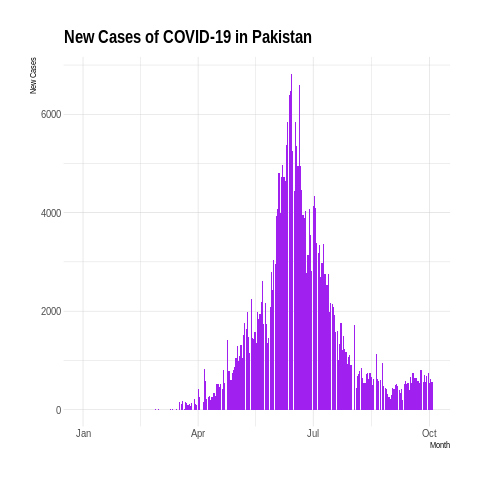 New Cases of COVID-19 in Pakistan
New Cases
6000
4000
2000
0
Jan Apr Jul Oct
Month